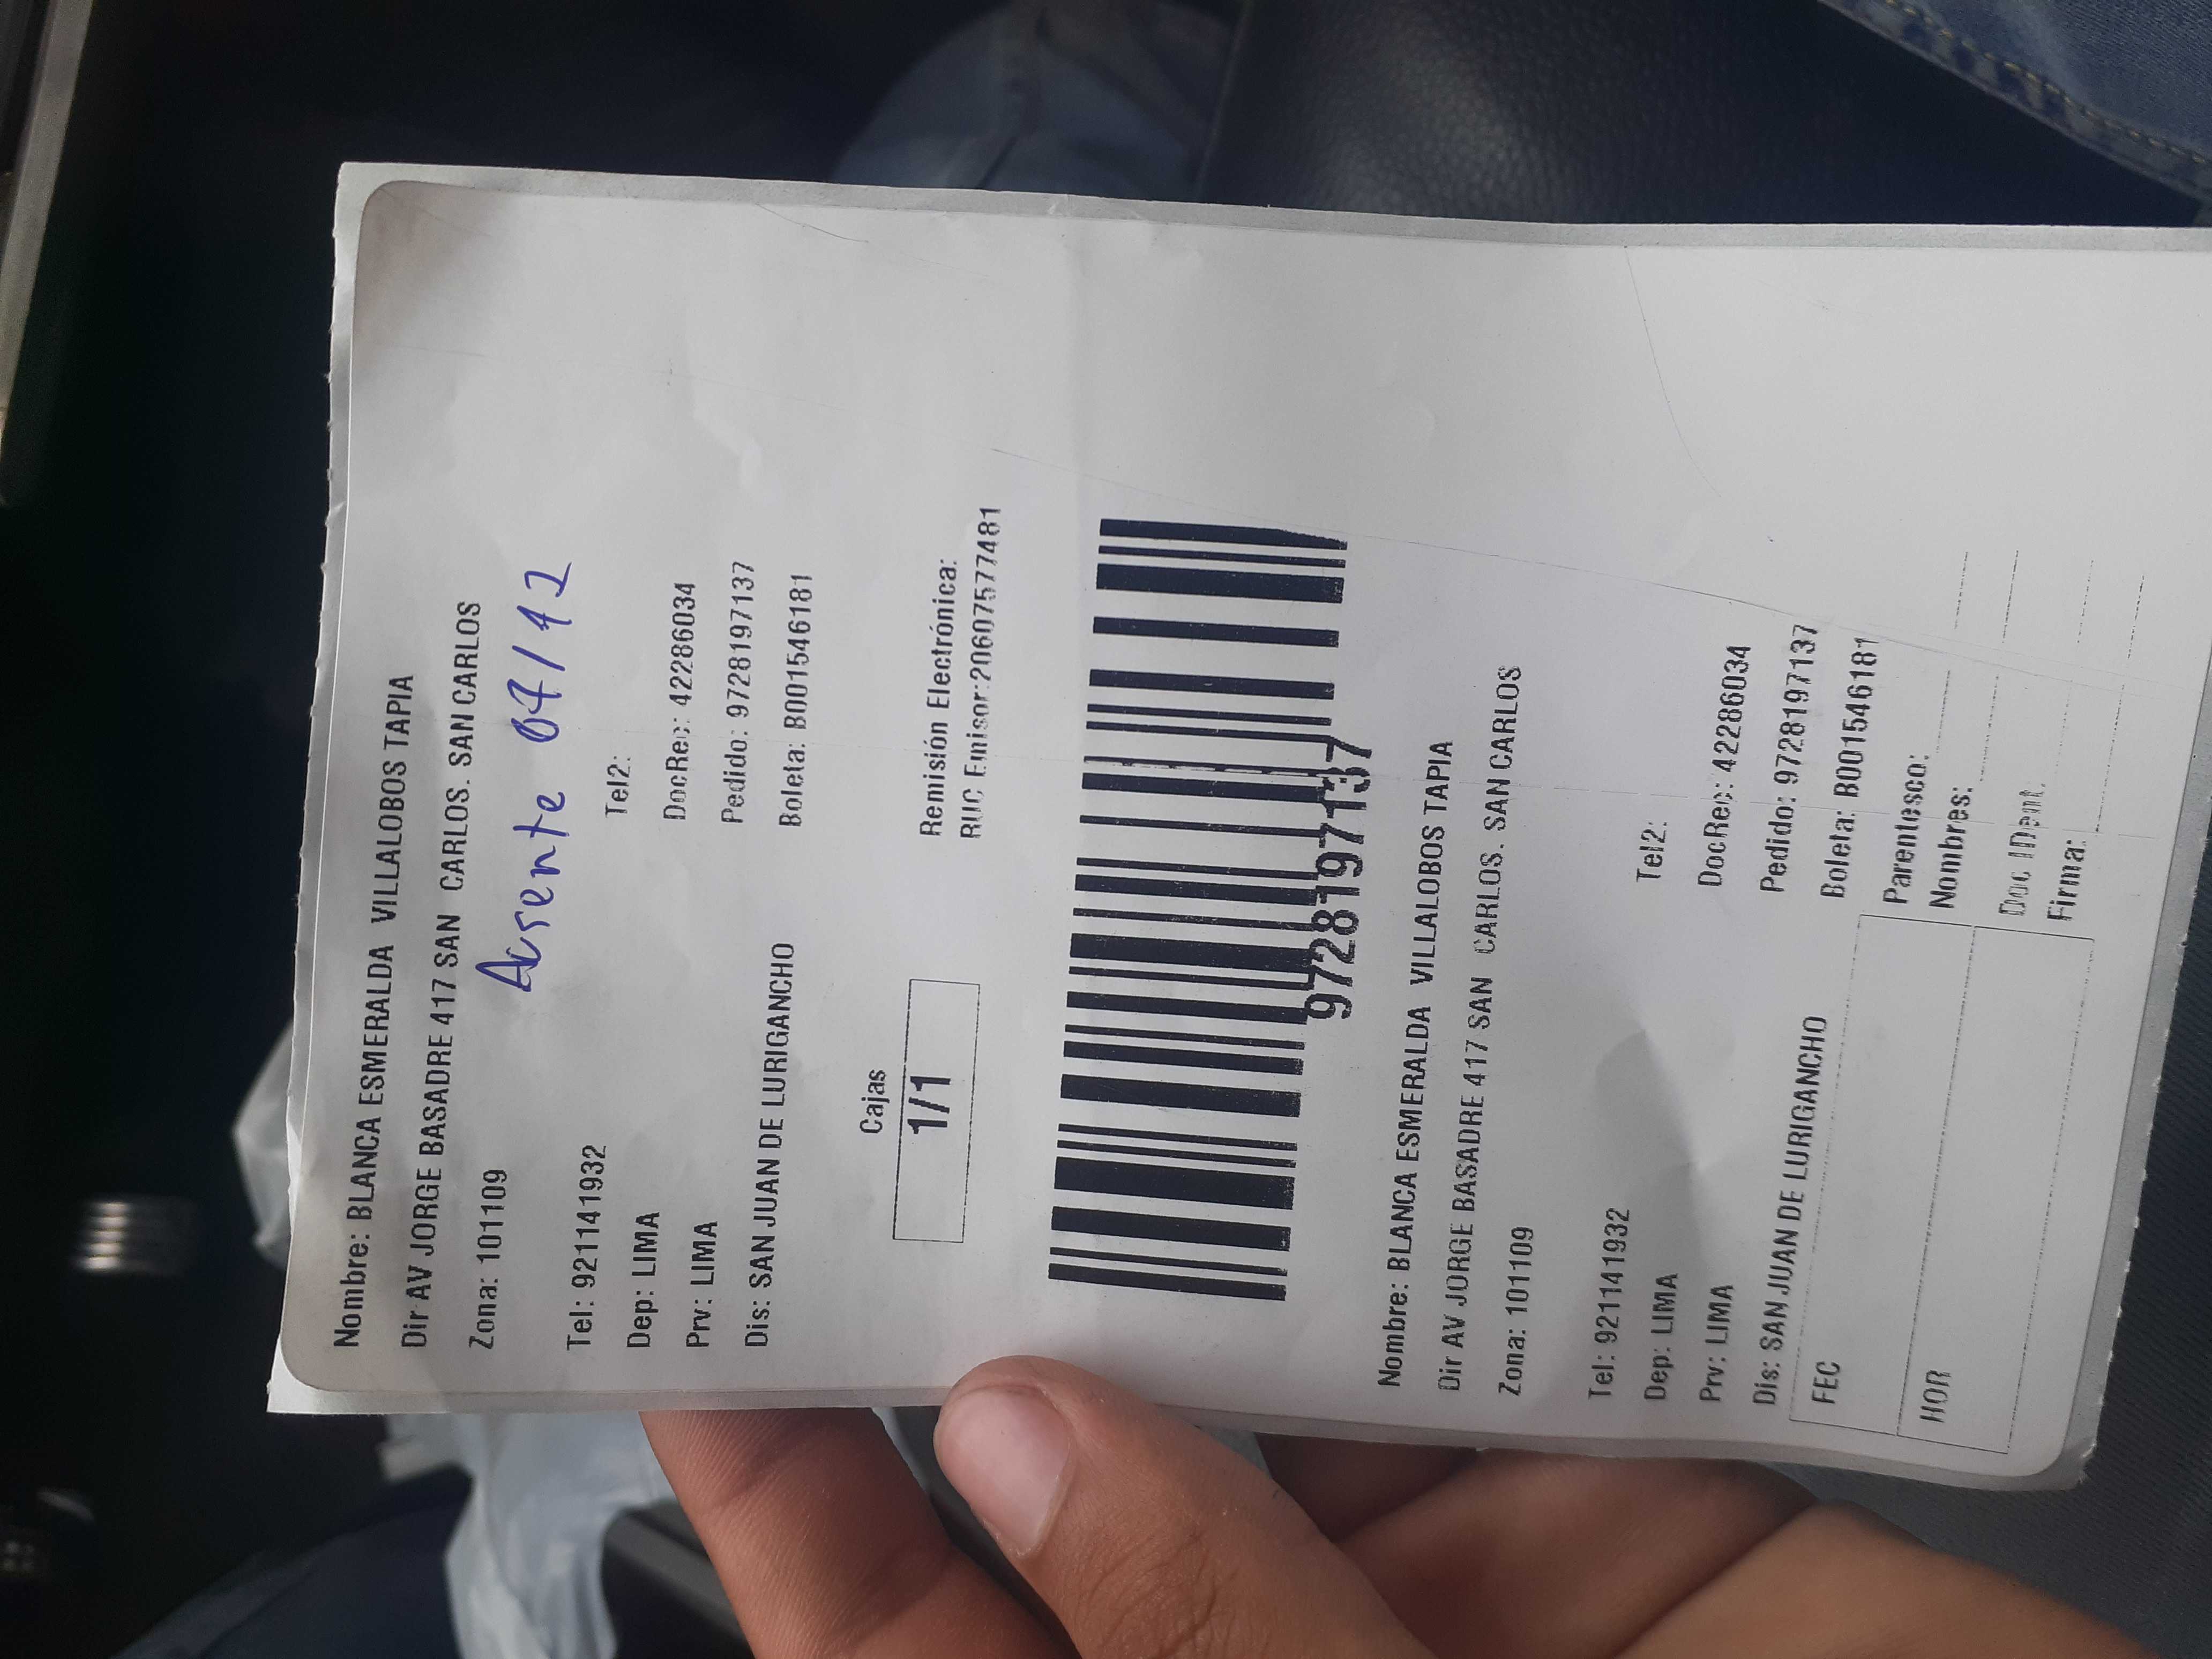 Nombre: BLANCA ESMERALDA VILLALOBOS TAPIA
Dir AV JORGE BASADRE 417 SAN CARLOS. SAN CARLOS
Zona: 101109
Ausente 07/12
Tel: 921141932 Tel2:
Dep: LIMA DocRec: 42286034
Prv: LIMA Pedido: 9728197137
Dis: SAN JUAN DE LURIGANCHO Boleta: B001546181
Cajas
1/1
Remisión Electrónica:
RUC Emisor:20607577481
9728197137
Nombre: BLANCA ESMERALDA VILLALOBOS TAPIA
Dir AV JORGE BASADRE 417 SAN CARLOS. SAN CARLOS
Zona: 101109
Tel: 921141932 Tel2:
Dep: LIMA DocRec: 42286034
Prv: LIMA Pedido: 9728197137
Dis: SAN JUAN DE LURIGANCHO Boleta: B001546181
FEC Parentesco:
Nombres:
HOR Doc IDent.
Firma: